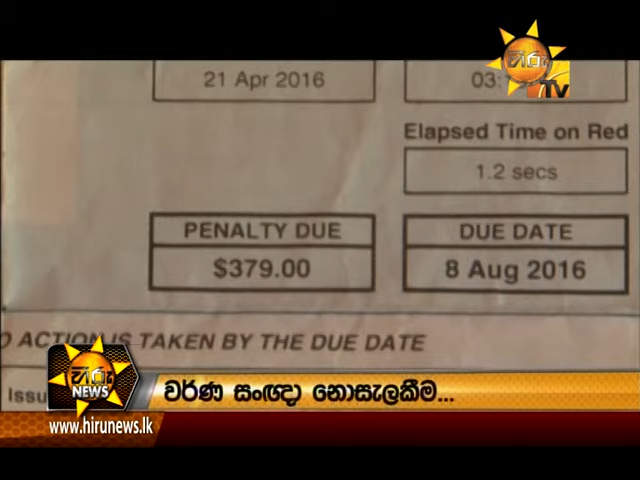 හිරු
TV
21 Apr 2016
03:
Elapsed Time on Red
1.2 secs
PENALTY DUE
DUE DATE
$379.00
8 Aug 2016
ACTION IS TAKEN BY THE DUE DATE
හිරු
NEWS
වර්ණ සංඥා නොසැලකීම...
www.hirunews.lk